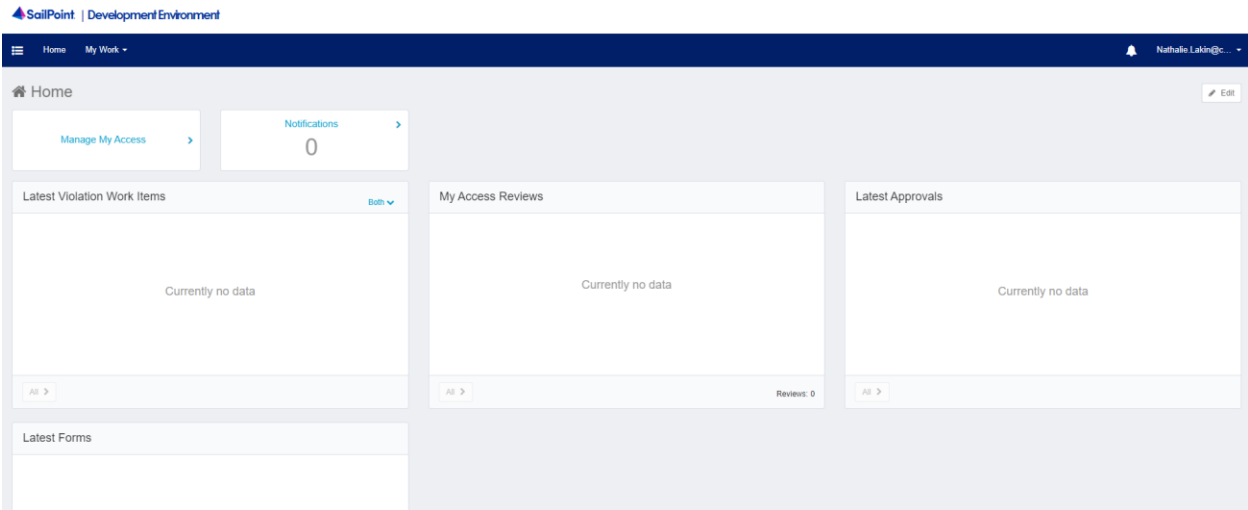 SailPoint | Development Environment
Home My Work
Nathalie.Lakin@c...
Home
Edit
Manage My Access
Notifications
0
Latest Violation Work Items
Both
Currently no data
All
My Access Reviews
Currently no data
All
Reviews: 0
Latest Approvals
Currently no data
All
Latest Forms